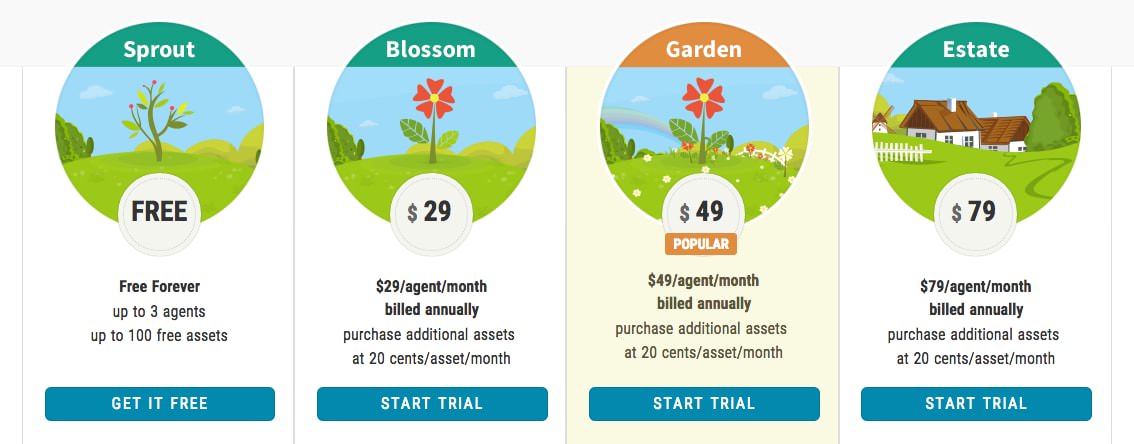 Sprout
FREE
Free Forever
up to 3 agents
up to 100 free assets
GET IT FREE
Blossom
$ 29
$29/agent/month
billed annually
purchase additional assets
at 20 cents/asset/month
START TRIAL
Garden
$ 49
POPULAR
$49/agent/month
billed annually
purchase additional assets
at 20 cents/asset/month
START TRIAL
Estate
$ 79
$79/agent/month
billed annually
purchase additional assets
at 20 cents/asset/month
START TRIAL